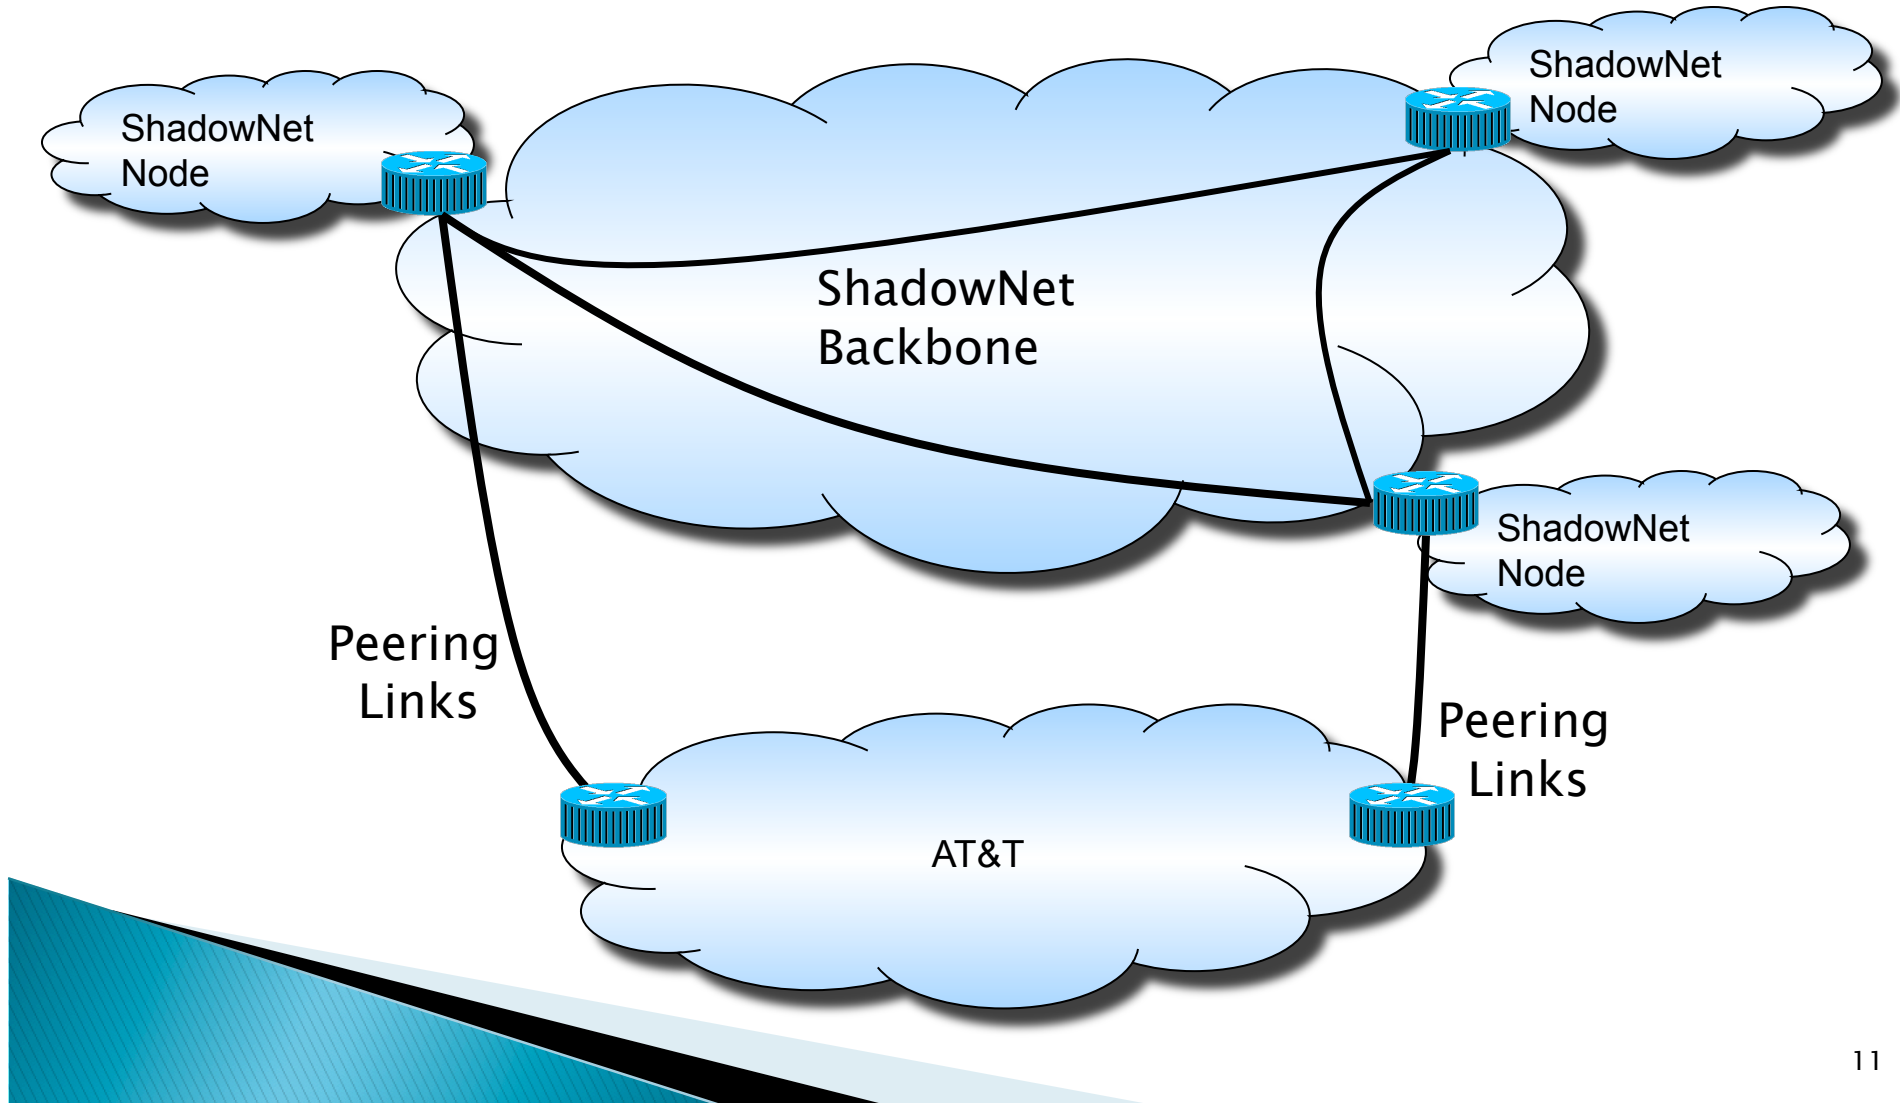 ShadowNet
Node
ShadowNet
Node
ShadowNet
Backbone
ShadowNet
Node
Peering
Links
Peering
Links
AT&T
11